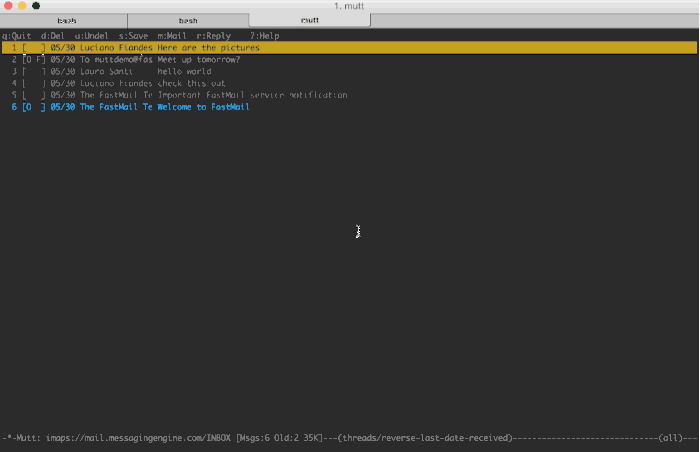 1. mutt
bash bash mutt
q:Quit d:Del u:Undel s:Save m:Mail r:Reply ?:Help
1 [ ] 05/30 Luciano Fiandes Here are the pictures
2 [O F] 05/30 To muttdemo@fas Meet up tomorrow?
3 [ ] 05/30 Laura Santi hello world
4 [ ] 05/30 Luciano Fiandes check this out
5 [ ] 05/30 The FastMail Te Important FastMail service notification
6 [O ] 05/30 The FastMail Te Welcome to FastMail
-*-Mutt: imaps://mail.messagingengine.com/INBOX [Msgs:6 Old:2 35K]---(threads/reverse-last-date-received)-----------------------------(all)---